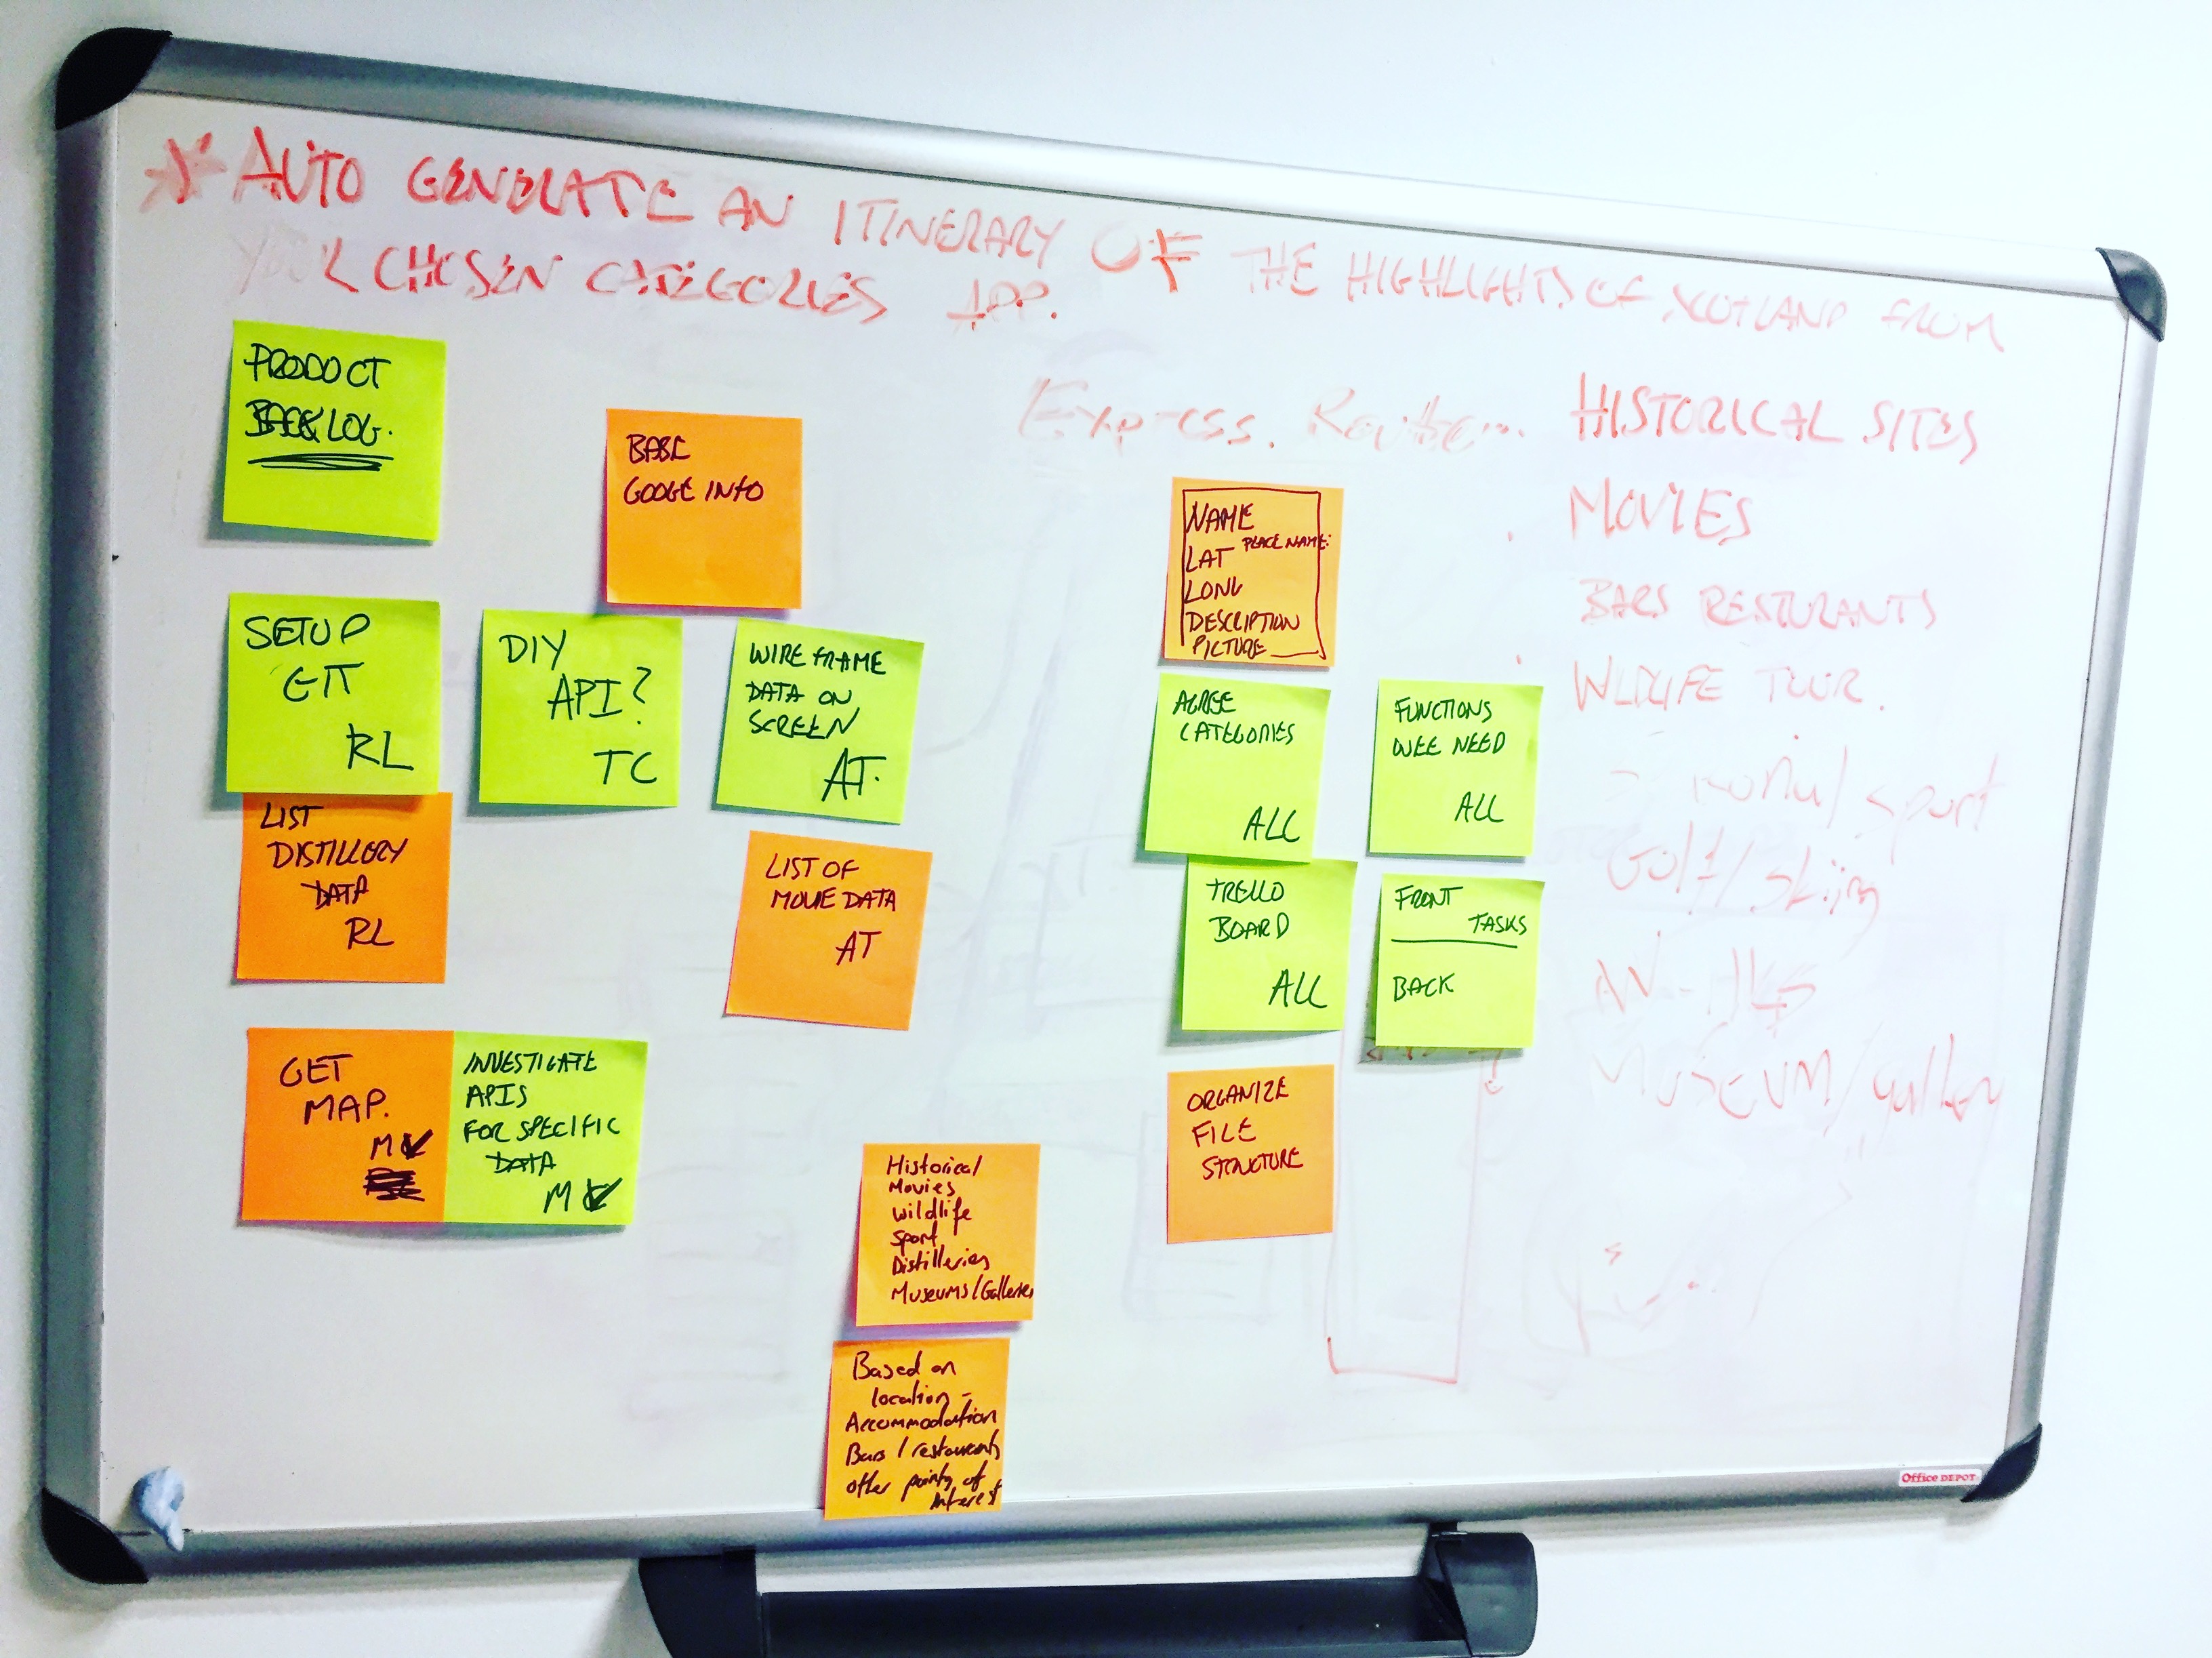 * AUTO GENERATE AN ITINERARY OF THE HIGHLIGHTS OF SCOTLAND FROM
YOUR CHOSEN CATEGORIES APP.
PRODUCT
BACKLOG.
BASE
GOOGE INFO
Express. Router.
HISTORICAL SITES
MOVIES
BARS RESTURANTS
WLDLIFE TOUR.
sport
Golf/Skiing
MUSEUM/Gallery
NAME
PLACE NAME:
LAT
LONG
DESCRIPTION
PICTURE
SETUP
GIT
RL
DIY
API?
TC
WIRE FRAME
DATA ON
SCREEN
AT.
AGREE
CATEGORIES
ALL
FUNCTIONS
WEE NEED
ALL
LIST
DISTILLERY
DATA
RL
LIST OF
MOVIE DATA
AT
TRELLO
BOARD
ALL
FRONT
TASKS
BACK
GET
MAP.
M
INVESTIGATE
APIS
FOR SPECIFIC
DATA
M
ORGANIZE
FILE
STRUCTURE
Historical
Movies
Wildlife
Sport
Distilleries
Museums/Galleries
Based on
location -
Accommodation
Bars / restaurants
other points of
interest
Office DEPOT